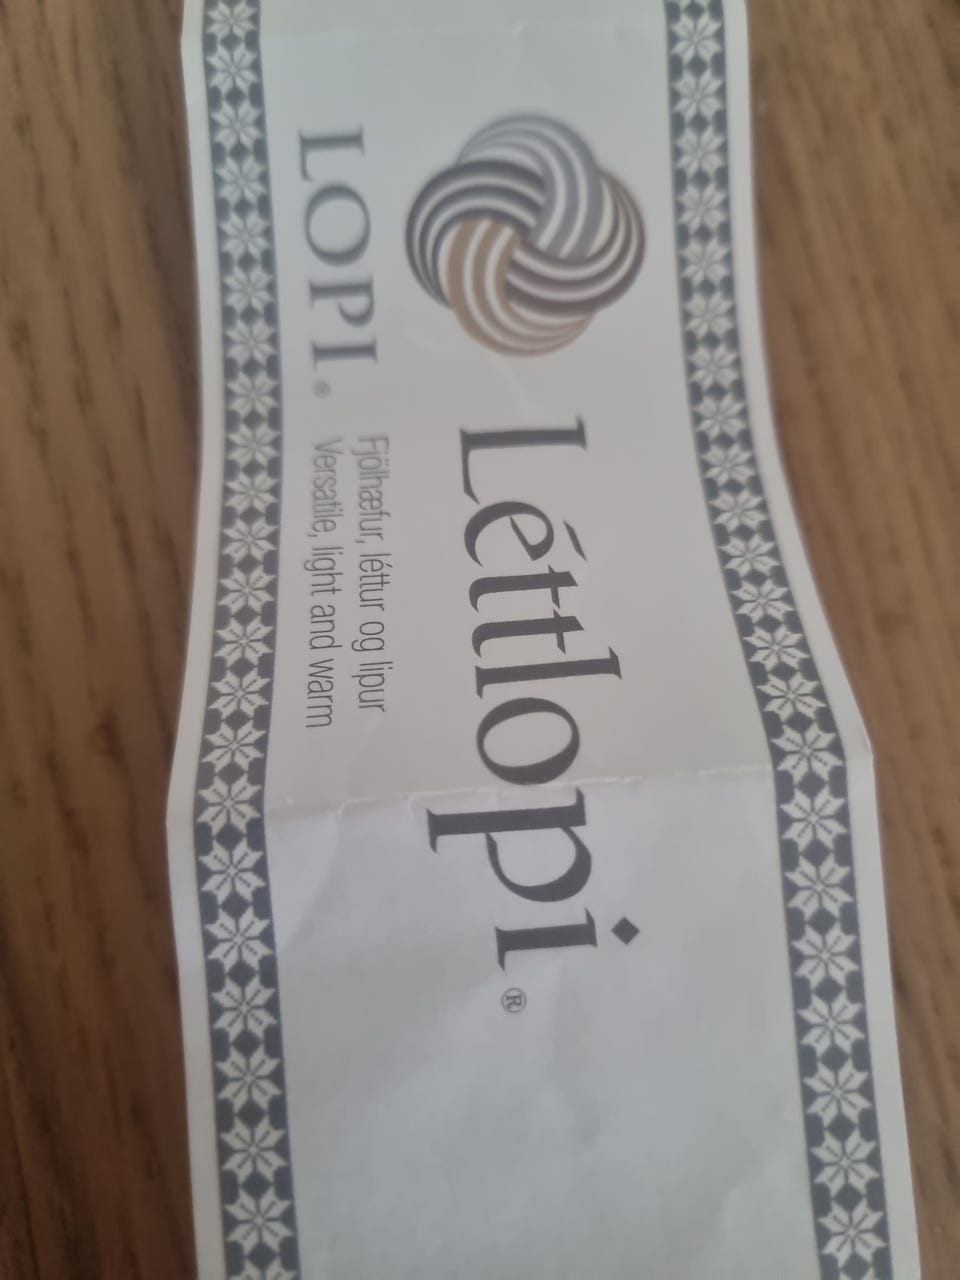 LOPI®
Léttlopi®
Fjölhæfur, léttur og lipur
Versatile, light and warm